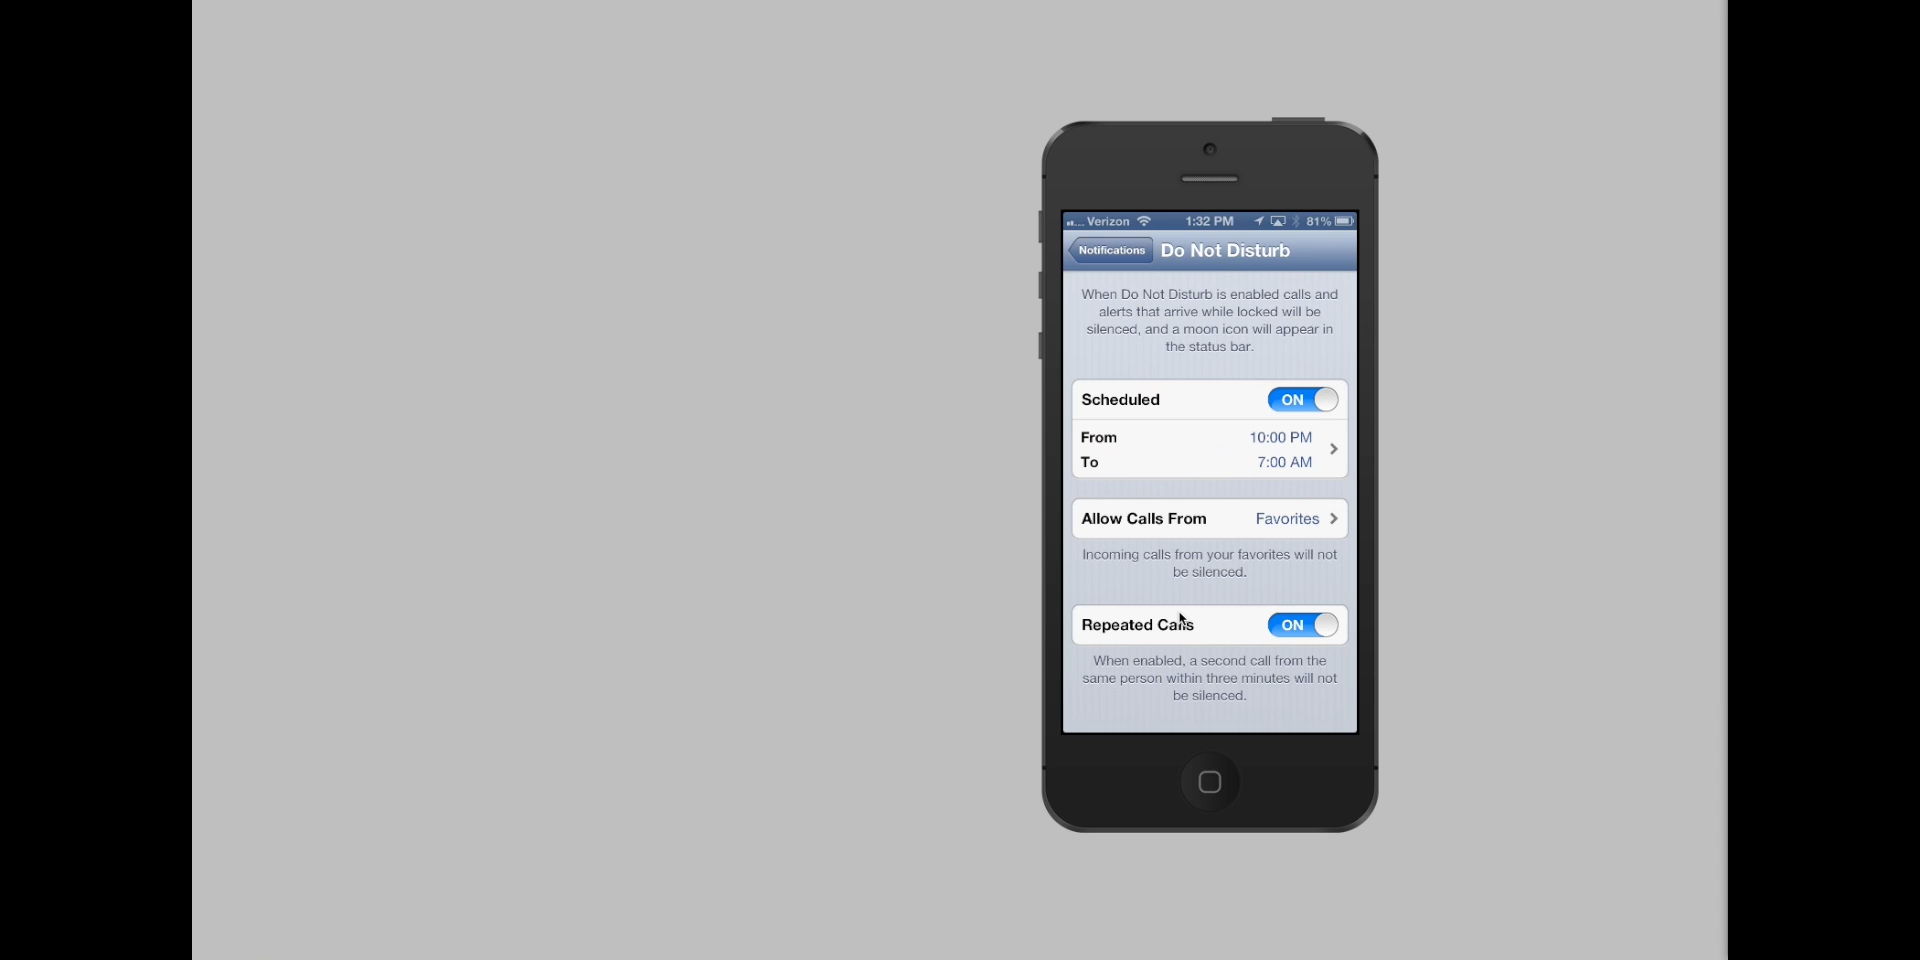 Verizon 1:32 PM 81%
Notifications Do Not Disturb
When Do Not Disturb is enabled calls and
alerts that arrive while locked will be
silenced, and a moon icon will appear in
the status bar.
Scheduled ON
From 10:00 PM
To 7:00 AM
Allow Calls From Favorites
Incoming calls from your favorites will not
be silenced.
Repeated Calls ON
When enabled, a second call from the
same person within three minutes will not
be silenced.